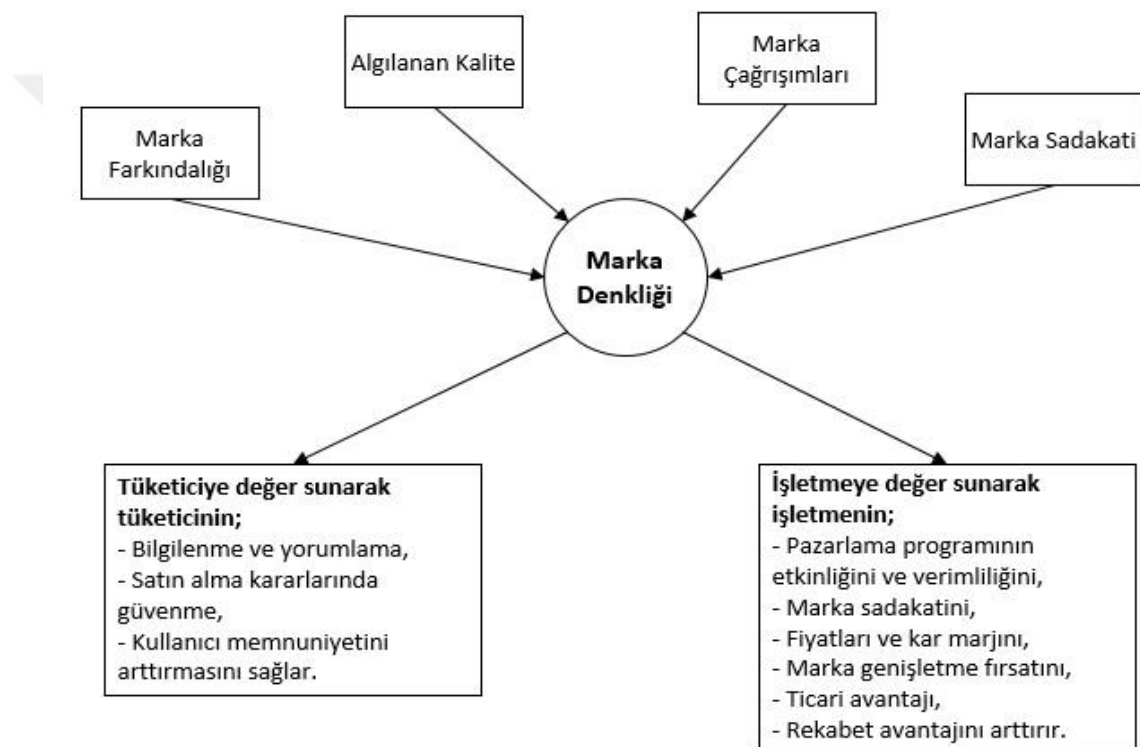 Algılanan Kalite
Marka
Çağrışımları
Marka
Farkındalığı
Marka Sadakati
Marka
Denkliği
Tüketiciye değer sunarak
tüketicinin;
- Bilgilenme ve yorumlama,
- Satın alma kararlarında
güvenme,
- Kullanıcı memnuniyetini
arttırmasını sağlar.
İşletmeye değer sunarak
işletmenin;
- Pazarlama programının
etkinliğini ve verimliliğini,
- Marka sadakatini,
- Fiyatları ve kar marjını,
- Marka genişletme fırsatını,
- Ticari avantajı,
- Rekabet avantajını arttırır.